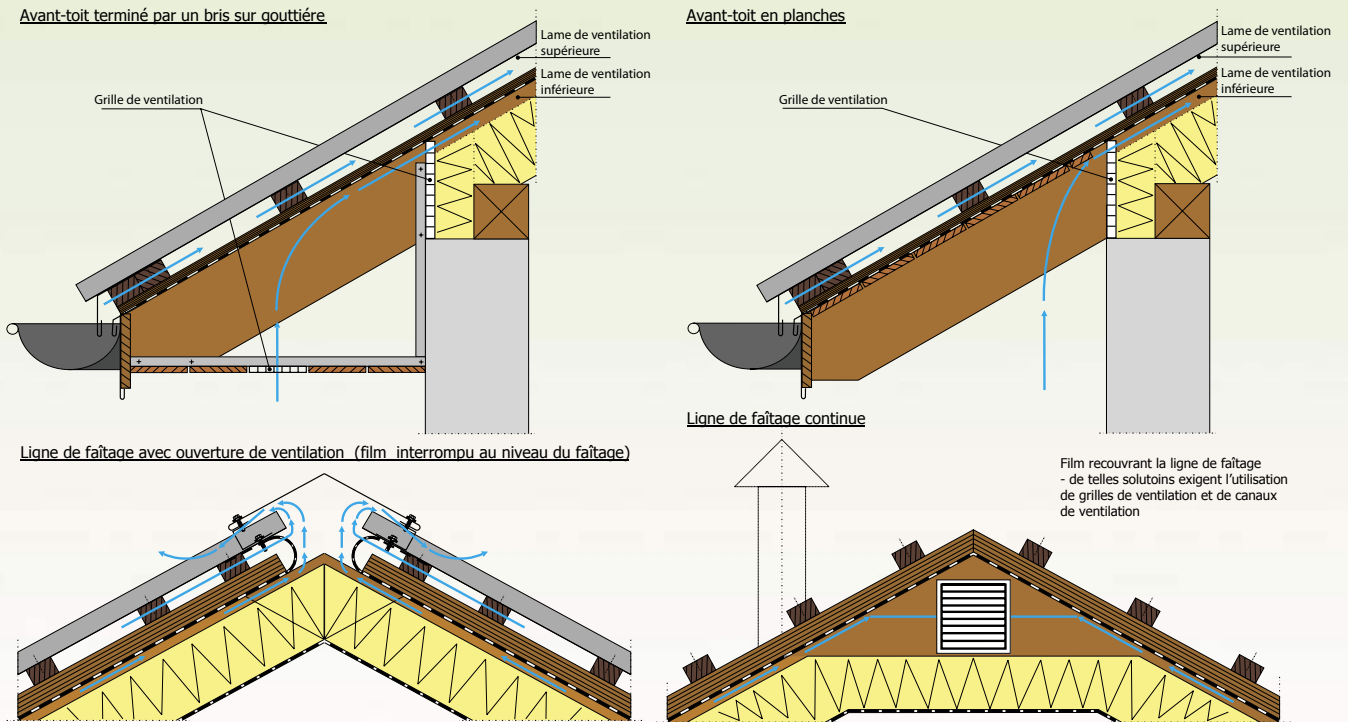 Avant-toit terminé par un bris sur gouttiére
Lame de ventilation
supérieure
Lame de ventilation
inférieure
Grille de ventilation
Avant-toit en planches
Lame de ventilation
supérieure
Lame de ventilation
inférieure
Grille de ventilation
Ligne de faîtage avec ouverture de ventilation (film interrompu au niveau du faîtage)
Ligne de faîtage continue
Film recouvrant la ligne de faîtage
- de telles solutoins exigent l'utilisation
de grilles de ventilation et de canaux
de ventilation